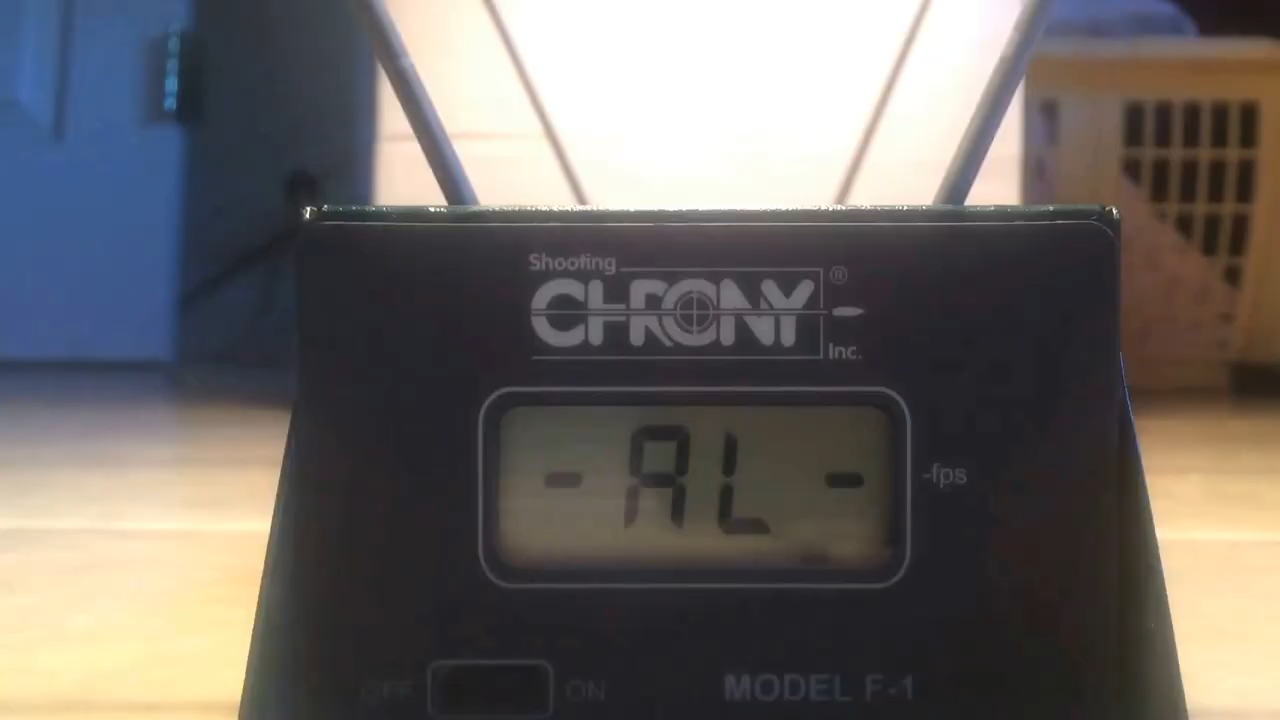 Shooting
CHRONY ®
Inc.
- AL -
-fps
OFF ON
MODEL F-1